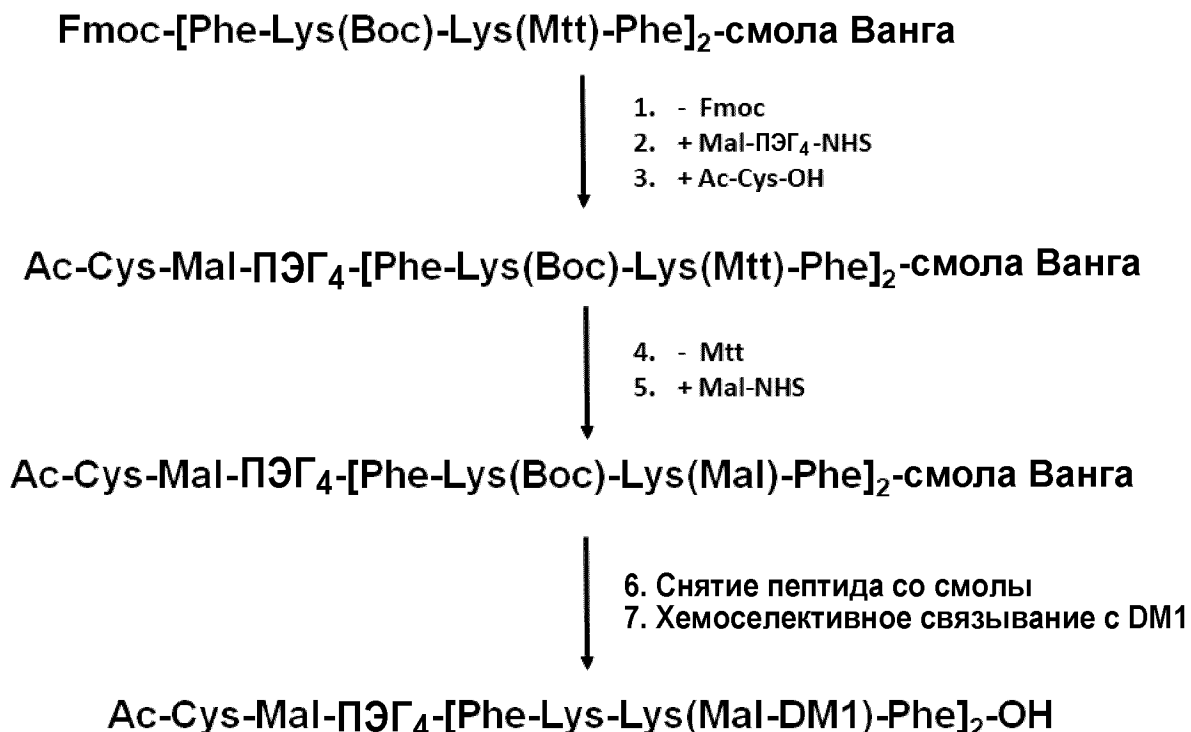 Fmoc-[Phe-Lys(Boc)-Lys(Mtt)-Phe]₂-смола Ванга
1. - Fmoc
2. + Mal-ПЭГ₄-NHS
3. + Ac-Cys-OH
Ac-Cys-Mal-ПЭГ₄-[Phe-Lys(Boc)-Lys(Mtt)-Phe]₂-смола Ванга
4. - Mtt
5. + Mal-NHS
Ac-Cys-Mal-ПЭГ₄-[Phe-Lys(Boc)-Lys(Mal)-Phe]₂-смола Ванга
6. Снятие пептида со смолы
7. Хемоселективное связывание с DM1
Ac-Cys-Mal-ПЭГ₄-[Phe-Lys-Lys(Mal-DM1)-Phe]₂-OH